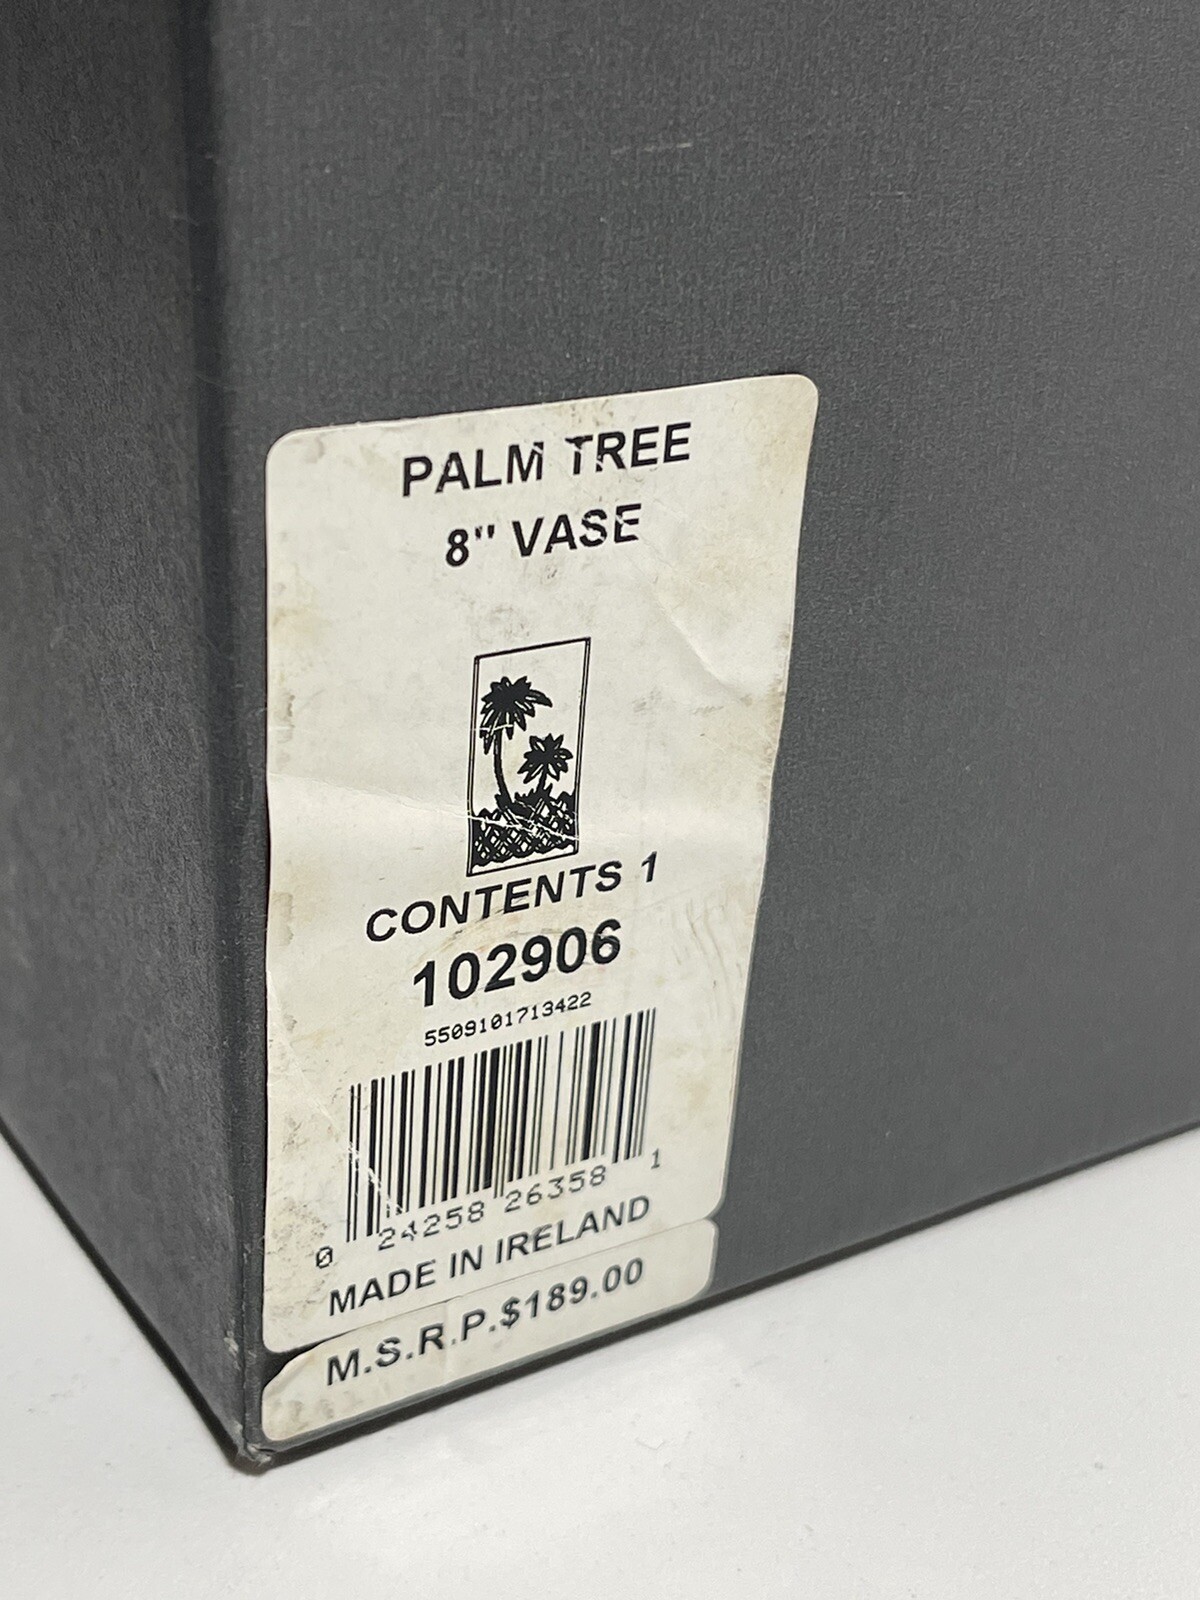 PALM TREE
8" VASE
CONTENTS 1
102906
5509101713422
0 24258 26358 1
MADE IN IRELAND
M.S.R.P.$189.00